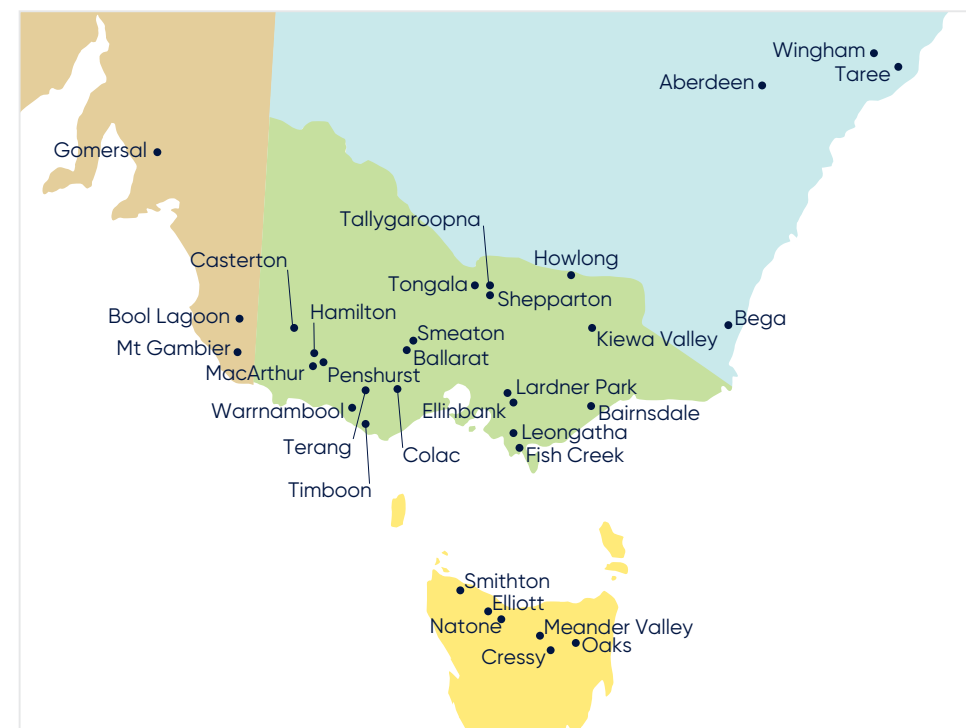 Wingham
Taree
Aberdeen
Gomersal
Tallygaroopna
Casterton
Howlong
Tongala
Shepparton
Hamilton
Bool Lagoon
Bega
Smeaton
Kiewa Valley
Mt Gambier
Ballarat
MacArthur
Penshurst
Lardner Park
Warrnambool
Ellinbank
Bairnsdale
Leongatha
Terang
Colac
Fish Creek
Timboon
Smithton
Elliott
Natone
Meander Valley
Oaks
Cressy